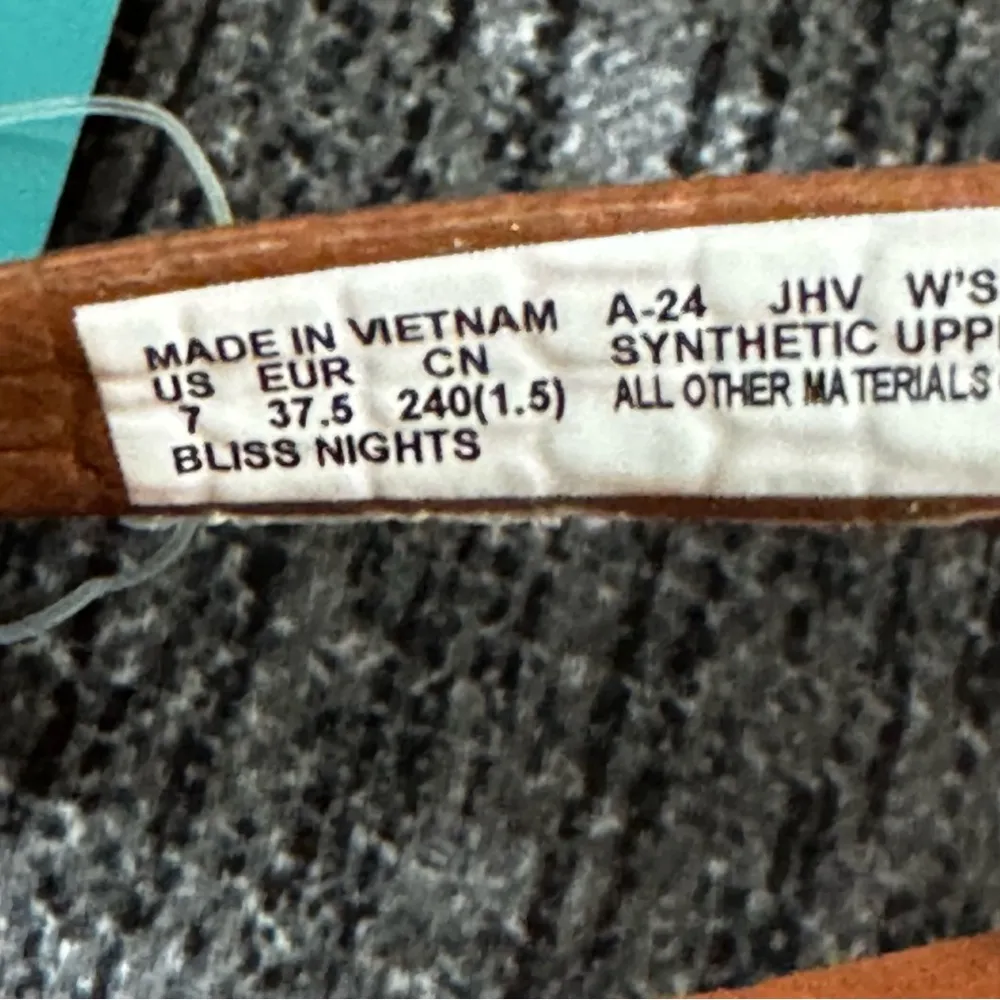 MADE IN VIETNAM A-24 JHV W'S
US EUR CN SYNTHETIC UPP
7 37.5 240(1.5) ALL OTHER MATERIALS
BLISS NIGHTS